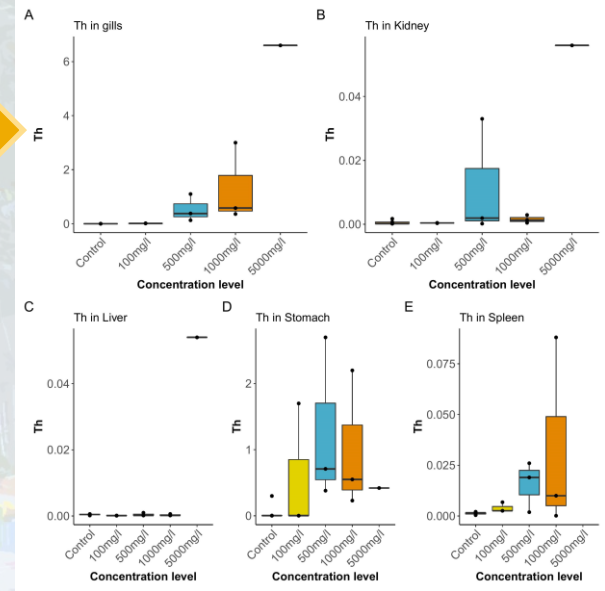 A
Th in gills
Th
6
4
2
0
Control
100mg/l
500mg/l
1000mg/l
5000mg/l
Concentration level
B
Th in Kidney
Th
0.04
0.02
0.00
Control
100mg/l
500mg/l
1000mg/l
5000mg/l
Concentration level
C
Th in Liver
Th
0.04
0.02
0.00
Control
100mg/l
500mg/l
1000mg/l
5000mg/l
Concentration level
D
Th in Stomach
Th
2
1
0
Control
100mg/l
500mg/l
1000mg/l
5000mg/l
Concentration level
E
Th in Spleen
Th
0.075
0.050
0.025
0.000
Control
100mg/l
500mg/l
1000mg/l
5000mg/l
Concentration level